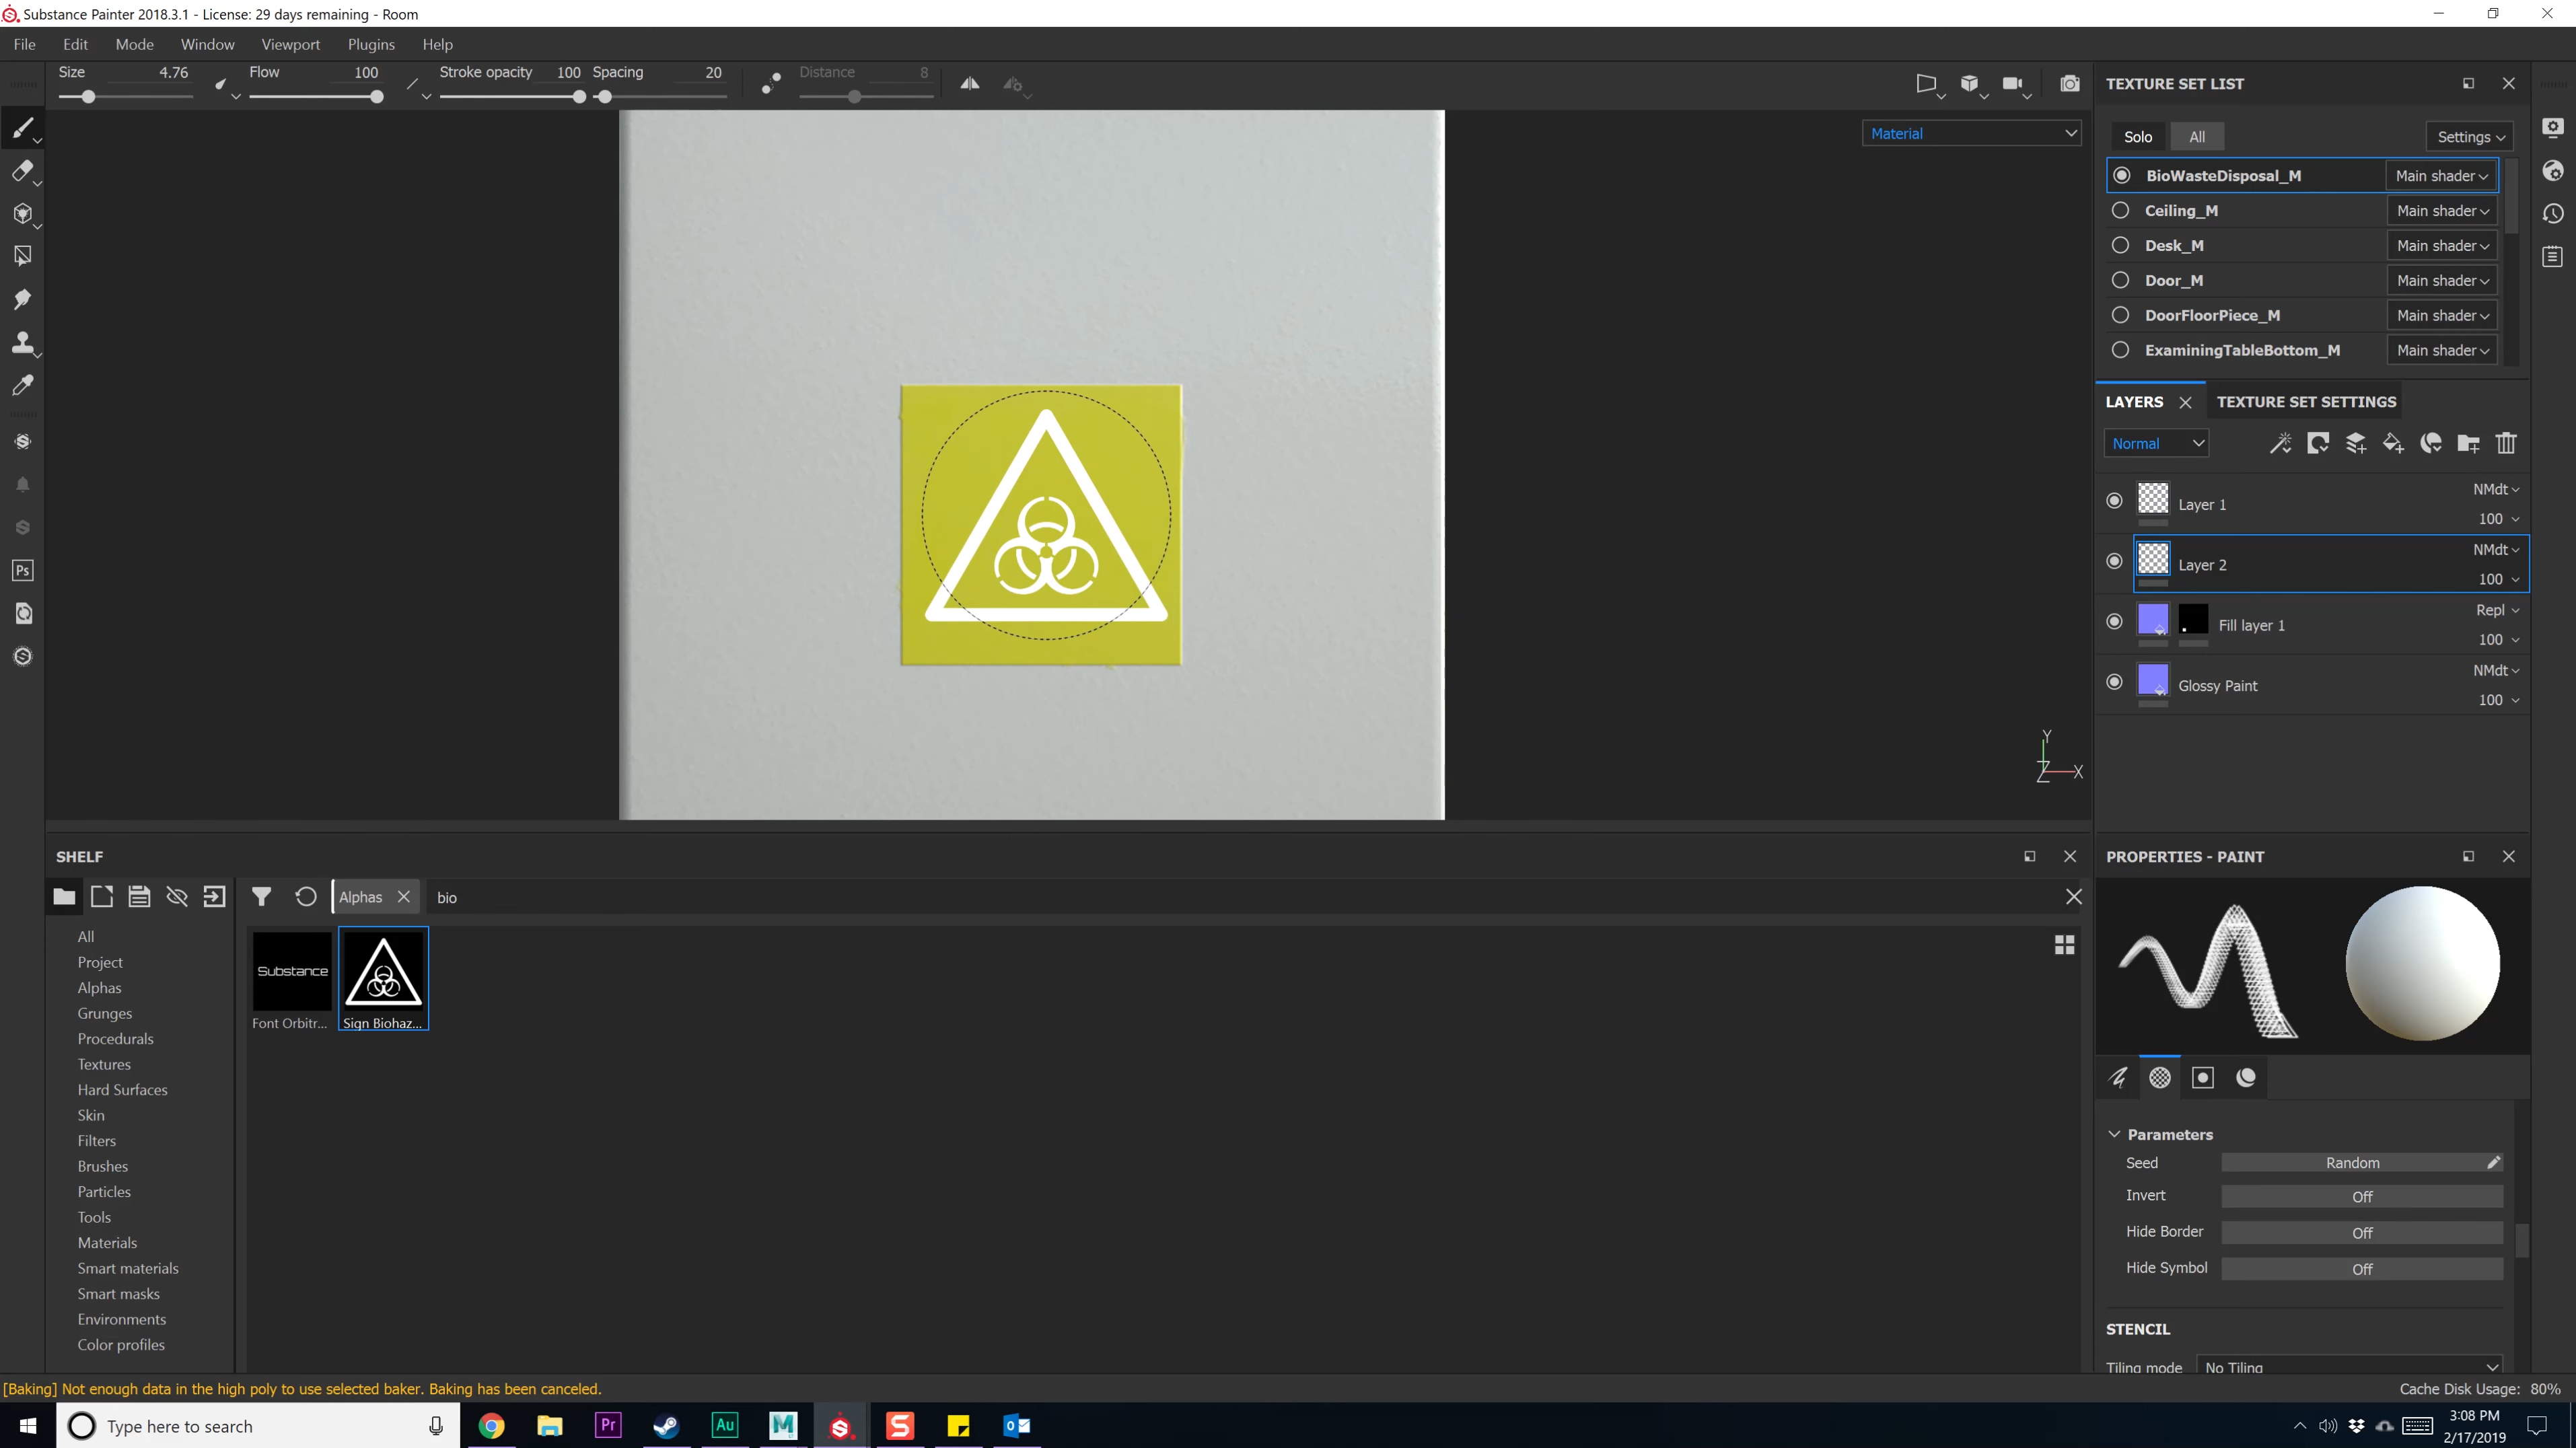 Substance Painter 2018.3.1 - License: 29 days remaining - Room
File Edit Mode Window Viewport Plugins Help
Size 4.76 Flow 100 Stroke opacity 100 Spacing 20 Distance 8
Material
TEXTURE SET LIST
Solo All Settings
BioWasteDisposal_M Main shader
Ceiling_M Main shader
Desk_M Main shader
Door_M Main shader
DoorFloorPiece_M Main shader
ExaminingTableBottom_M Main shader
LAYERS TEXTURE SET SETTINGS
Normal
Layer 1 NMdt 100
Layer 2 NMdt 100
Fill layer 1 Repl 100
Glossy Paint NMdt 100
Y
Z X
SHELF
Alphas bio
All
Project
Alphas
Grunges
Procedurals
Textures
Hard Surfaces
Skin
Filters
Brushes
Particles
Tools
Materials
Smart materials
Smart masks
Environments
Color profiles
Substance
Font Orbitr... Sign Biohaz...
PROPERTIES - PAINT
Parameters
Seed Random
Invert Off
Hide Border Off
Hide Symbol Off
STENCIL
Tiling mode No Tiling
[Baking] Not enough data in the high poly to use selected baker. Baking has been canceled.
Cache Disk Usage: 80%
Type here to search
Ps
Pr
Au
M
S
3:08 PM
2/17/2019